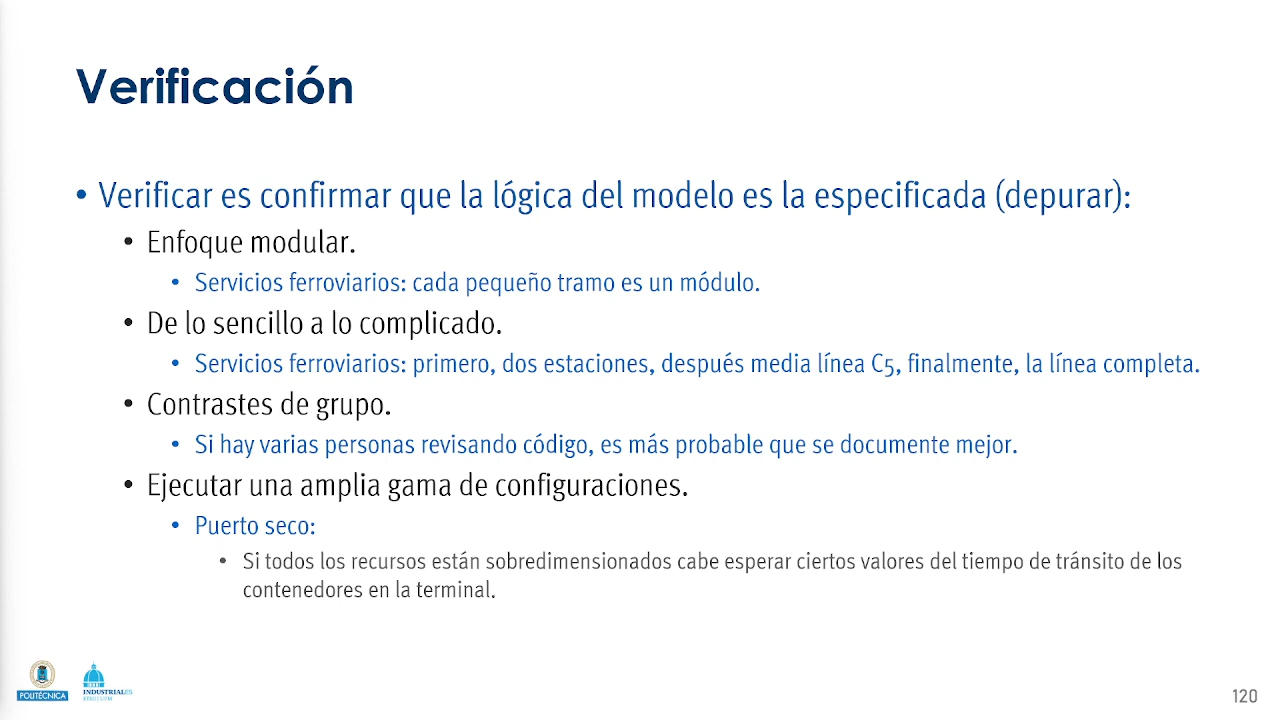 Verificación
• Verificar es confirmar que la lógica del modelo es la especificada (depurar):
• Enfoque modular.
• Servicios ferroviarios: cada pequeño tramo es un módulo.
• De lo sencillo a lo complicado.
• Servicios ferroviarios: primero, dos estaciones, después media línea C5, finalmente, la línea completa.
• Contrastes de grupo.
• Si hay varias personas revisando código, es más probable que se documente mejor.
• Ejecutar una amplia gama de configuraciones.
• Puerto seco:
• Si todos los recursos están sobredimensionados cabe esperar ciertos valores del tiempo de tránsito de los
contenedores en la terminal.
POLITÉCNICA
INDUSTRIALES
120